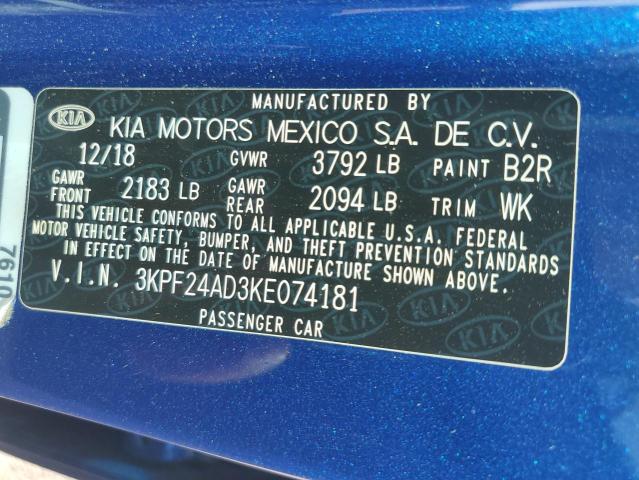 MANUFACTURED BY
KIA KIA MOTORS MEXICO S.A. DE C.V.
12/18 GVWR 3792 LB PAINT B2R
GAWR FRONT 2183 LB GAWR REAR 2094 LB TRIM WK
THIS VEHICLE CONFORMS TO ALL APPLICABLE U.S.A. FEDERAL
MOTOR VEHICLE SAFETY, BUMPER, AND THEFT PREVENTION STANDARDS
IN EFFECT ON THE DATE OF MANUFACTURE SHOWN ABOVE.
V.I.N. 3KPF24AD3KE074181
PASSENGER CAR
7610